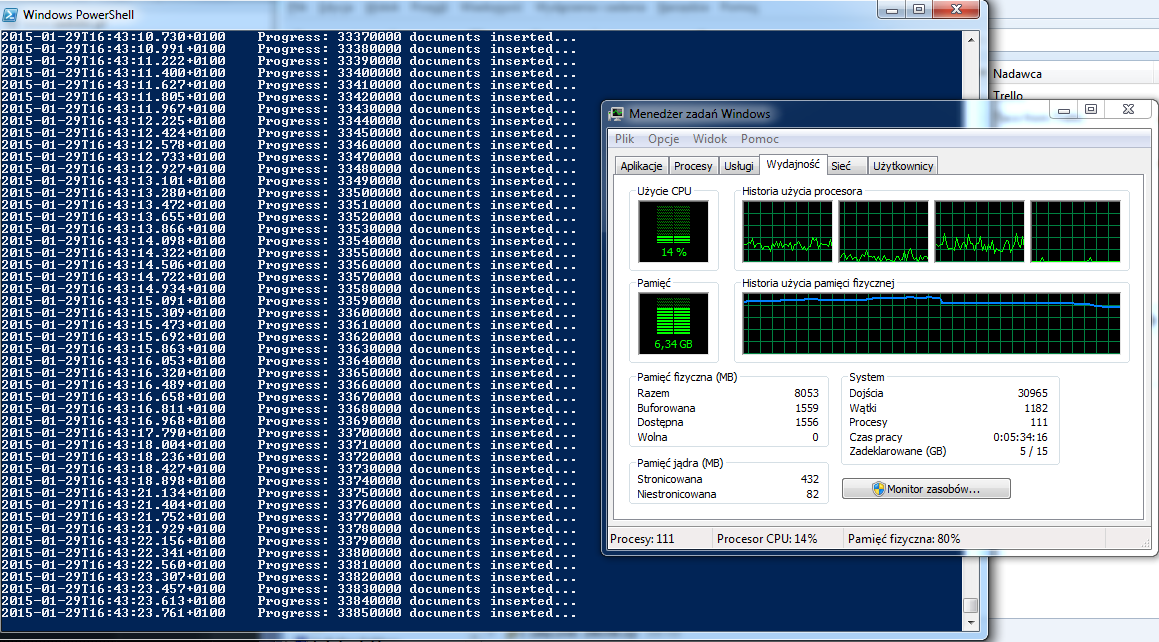 Windows PowerShell
2015-01-29T16:43:10.730+0100 Progress: 33370000 documents inserted...
2015-01-29T16:43:10.991+0100 Progress: 33380000 documents inserted...
2015-01-29T16:43:11.222+0100 Progress: 33390000 documents inserted...
2015-01-29T16:43:11.400+0100 Progress: 33400000 documents inserted...
2015-01-29T16:43:11.627+0100 Progress: 33410000 documents inserted...
2015-01-29T16:43:11.805+0100 Progress: 33420000 documents inserted...
2015-01-29T16:43:11.967+0100 Progress: 33430000 documents inserted...
2015-01-29T16:43:12.225+0100 Progress: 33440000 documents inserted...
2015-01-29T16:43:12.424+0100 Progress: 33450000 documents inserted...
2015-01-29T16:43:12.578+0100 Progress: 33460000 documents inserted...
2015-01-29T16:43:12.733+0100 Progress: 33470000 documents inserted...
2015-01-29T16:43:12.927+0100 Progress: 33480000 documents inserted...
2015-01-29T16:43:13.101+0100 Progress: 33490000 documents inserted...
2015-01-29T16:43:13.280+0100 Progress: 33500000 documents inserted...
2015-01-29T16:43:13.472+0100 Progress: 33510000 documents inserted...
2015-01-29T16:43:13.655+0100 Progress: 33520000 documents inserted...
2015-01-29T16:43:13.866+0100 Progress: 33530000 documents inserted...
2015-01-29T16:43:14.098+0100 Progress: 33540000 documents inserted...
2015-01-29T16:43:14.322+0100 Progress: 33550000 documents inserted...
2015-01-29T16:43:14.506+0100 Progress: 33560000 documents inserted...
2015-01-29T16:43:14.722+0100 Progress: 33570000 documents inserted...
2015-01-29T16:43:14.934+0100 Progress: 33580000 documents inserted...
2015-01-29T16:43:15.091+0100 Progress: 33590000 documents inserted...
2015-01-29T16:43:15.309+0100 Progress: 33600000 documents inserted...
2015-01-29T16:43:15.473+0100 Progress: 33610000 documents inserted...
2015-01-29T16:43:15.692+0100 Progress: 33620000 documents inserted...
2015-01-29T16:43:15.863+0100 Progress: 33630000 documents inserted...
2015-01-29T16:43:16.053+0100 Progress: 33640000 documents inserted...
2015-01-29T16:43:16.320+0100 Progress: 33650000 documents inserted...
2015-01-29T16:43:16.489+0100 Progress: 33660000 documents inserted...
2015-01-29T16:43:16.658+0100 Progress: 33670000 documents inserted...
2015-01-29T16:43:16.811+0100 Progress: 33680000 documents inserted...
2015-01-29T16:43:16.968+0100 Progress: 33690000 documents inserted...
2015-01-29T16:43:17.790+0100 Progress: 33700000 documents inserted...
2015-01-29T16:43:18.004+0100 Progress: 33710000 documents inserted...
2015-01-29T16:43:18.236+0100 Progress: 33720000 documents inserted...
2015-01-29T16:43:18.427+0100 Progress: 33730000 documents inserted...
2015-01-29T16:43:18.898+0100 Progress: 33740000 documents inserted...
2015-01-29T16:43:21.134+0100 Progress: 33750000 documents inserted...
2015-01-29T16:43:21.404+0100 Progress: 33760000 documents inserted...
2015-01-29T16:43:21.752+0100 Progress: 33770000 documents inserted...
2015-01-29T16:43:21.929+0100 Progress: 33780000 documents inserted...
2015-01-29T16:43:22.156+0100 Progress: 33790000 documents inserted...
2015-01-29T16:43:22.341+0100 Progress: 33800000 documents inserted...
2015-01-29T16:43:22.560+0100 Progress: 33810000 documents inserted...
2015-01-29T16:43:23.307+0100 Progress: 33820000 documents inserted...
2015-01-29T16:43:23.457+0100 Progress: 33830000 documents inserted...
2015-01-29T16:43:23.613+0100 Progress: 33840000 documents inserted...
2015-01-29T16:43:23.761+0100 Progress: 33850000 documents inserted...
Nadawca
Trello
Menedżer zadań Windows
Plik Opcje Widok Pomoc
Aplikacje Procesy Usługi Wydajność Sieć Użytkownicy
Użycie CPU
14 %
Historia użycia procesora
Pamięć
6,34 GB
Historia użycia pamięci fizycznej
Pamięć fizyczna (MB)
Razem 8053
Buforowana 1559
Dostępna 1556
Wolna 0
Pamięć jądra (MB)
Stronicowana 432
Niestronicowana 82
System
Dojścia 30965
Wątki 1182
Procesy 111
Czas pracy 0:05:34:16
Zadeklarowane (GB) 5 / 15
Monitor zasobów...
Procesy: 111 Procesor CPU: 14% Pamięć fizyczna: 80%